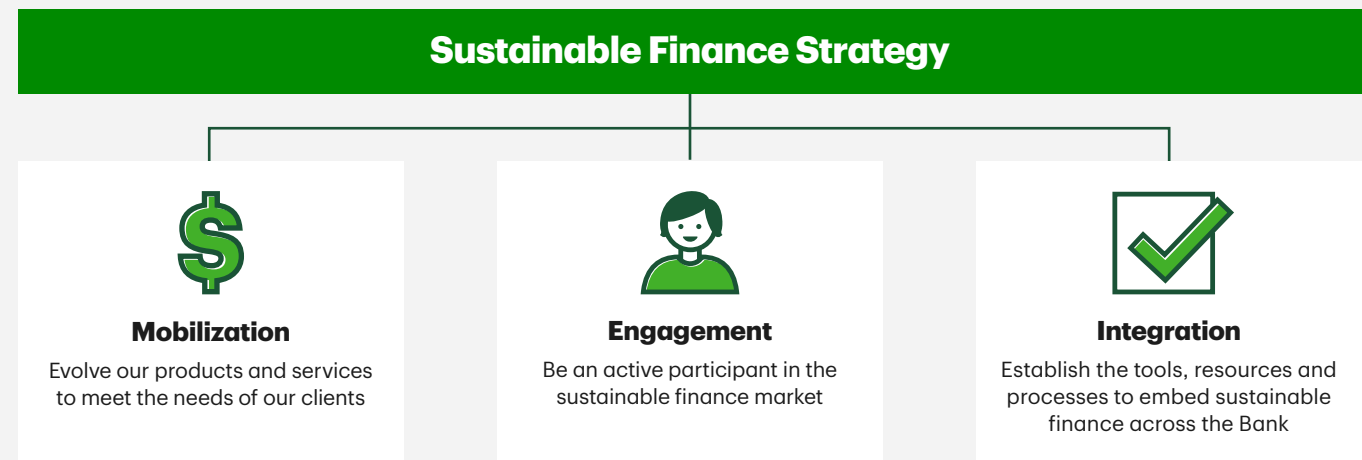 Sustainable Finance Strategy
Mobilization
Evolve our products and services
to meet the needs of our clients
Engagement
Be an active participant in the
sustainable finance market
Integration
Establish the tools, resources and
processes to embed sustainable
finance across the Bank